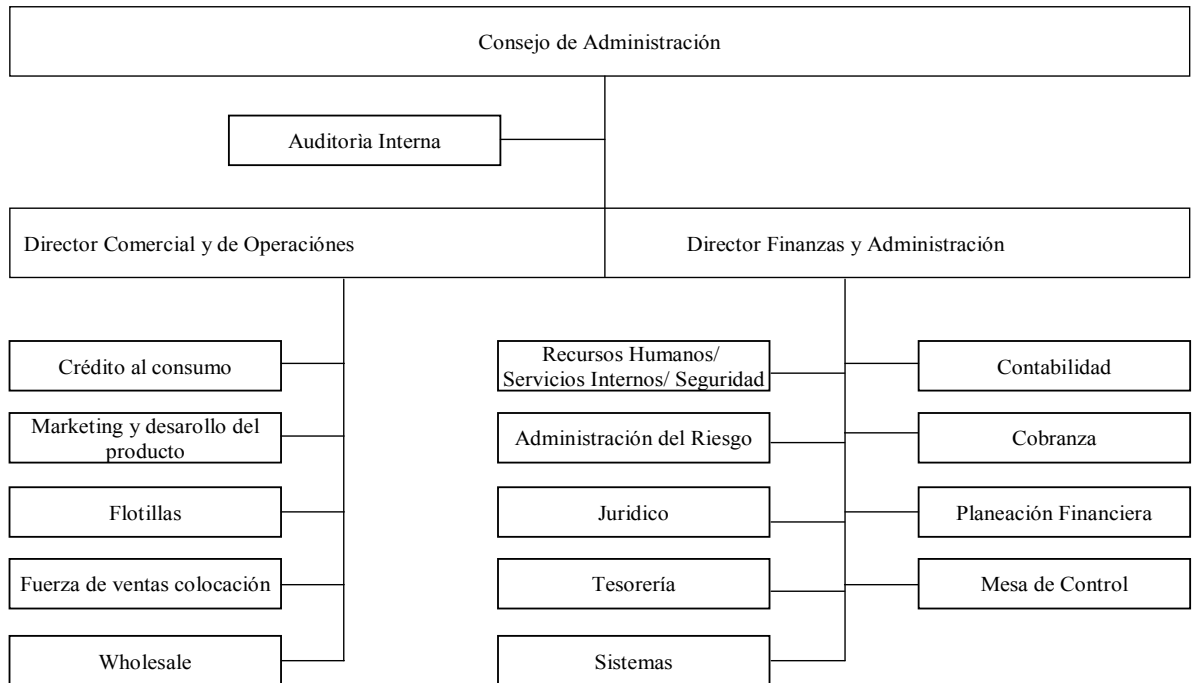 Consejo de Administración
Auditorìa Interna
Director Comercial y de Operaciónes
Director Finanzas y Administración
Crédito al consumo
Marketing y desarollo del
producto
Flotillas
Fuerza de ventas colocación
Wholesale
Recursos Humanos/
Servicios Internos/ Seguridad
Administración del Riesgo
Juridico
Tesorería
Sistemas
Contabilidad
Cobranza
Planeación Financiera
Mesa de Control